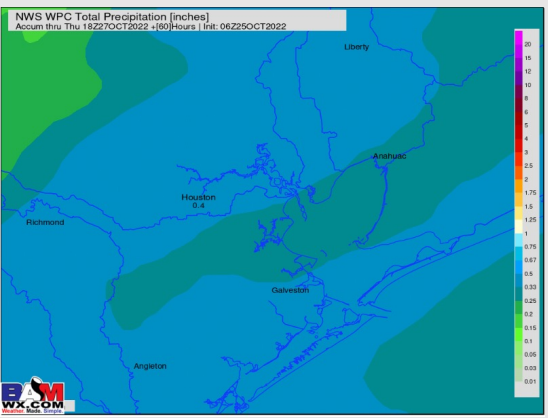 NWS WPC Total Precipitation [inches]
Accum thru Thu 18Z27OCT2022 +[60]Hours | Init: 06Z25OCT2022
Liberty
Anahuac
Houston
0.4
Richmond
Galveston
Angleton
20
15
12
10
8
6
5
4
3
2.5
2
1.75
1.5
1.25
1
0.75
0.67
0.5
0.33
0.25
0.2
0.15
0.1
0.05
0.03
0.01
BAM
WX.COM
Weather. Made. Simple.